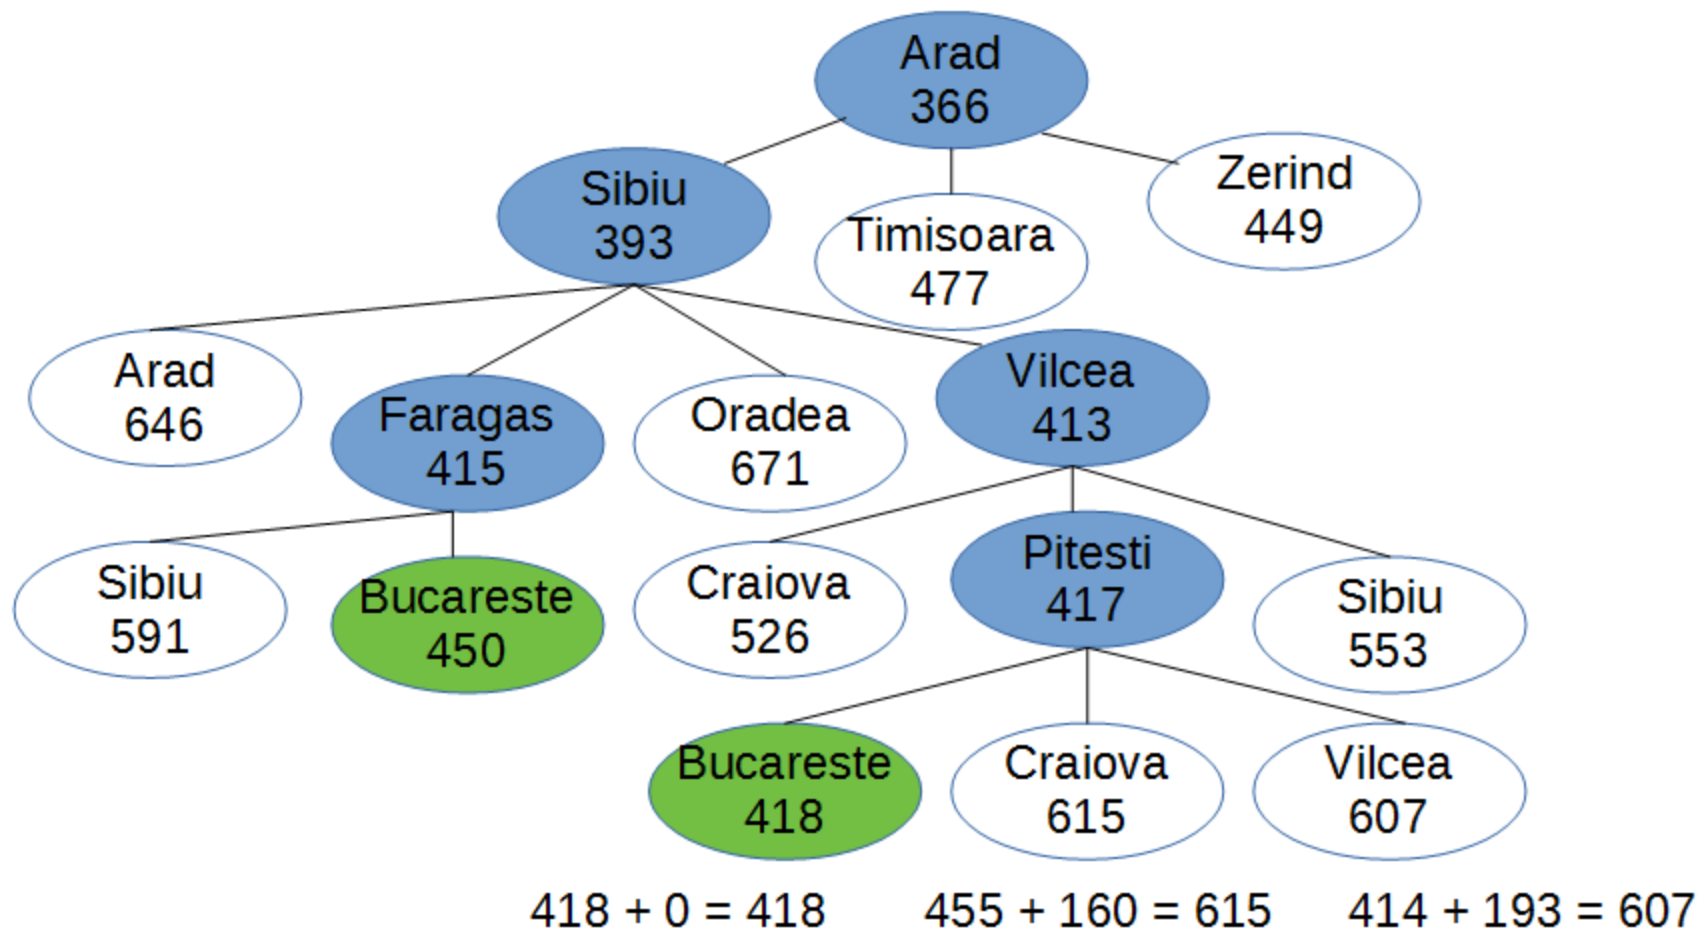 Arad
366
Sibiu
393
Timisoara
477
Zerind
449
Arad
646
Faragas
415
Oradea
671
Vilcea
413
Sibiu
591
Bucareste
450
Craiova
526
Pitesti
417
Sibiu
553
Bucareste
418
Craiova
615
Vilcea
607
418 + 0 = 418
455 + 160 = 615
414 + 193 = 607